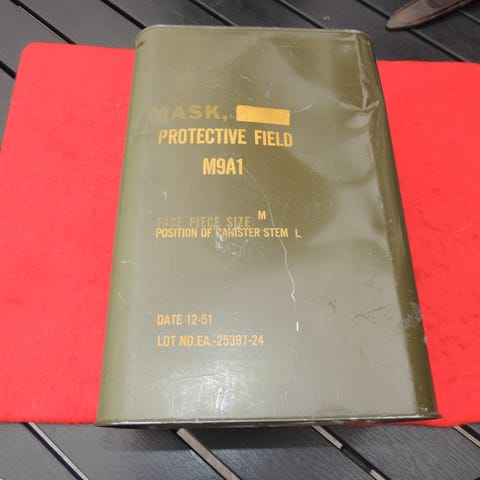 MASK,
PROTECTIVE FIELD
M9A1
FACE PIECE SIZE M
POSITION OF CANISTER STEM L
DATE 12-51
LOT NO.EA.-25397-24